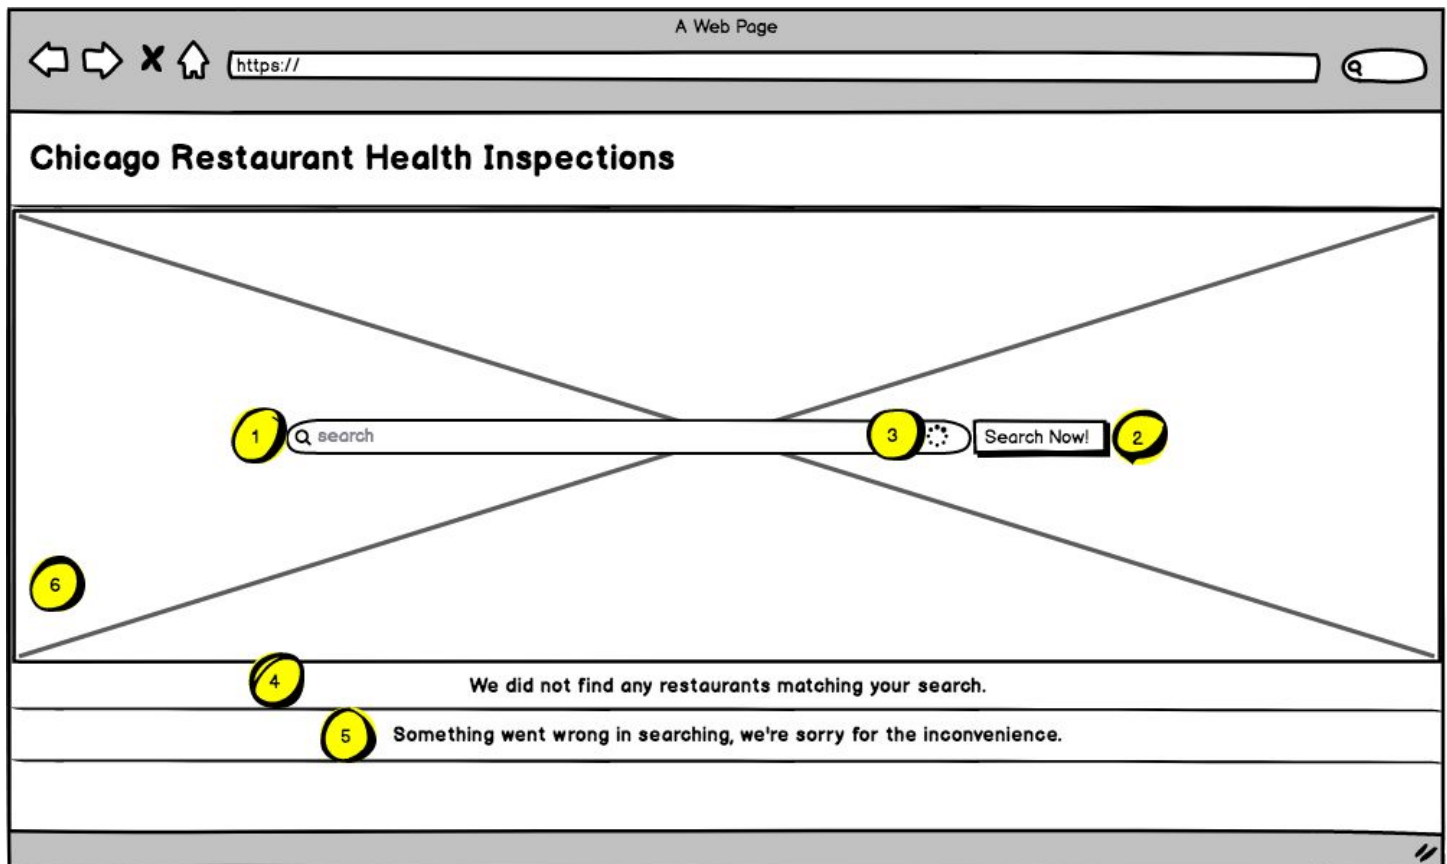 A Web Page
https://
Chicago Restaurant Health Inspections
1
search
3
Search Now!
2
6
4
We did not find any restaurants matching your search.
5
Something went wrong in searching, we're sorry for the inconvenience.